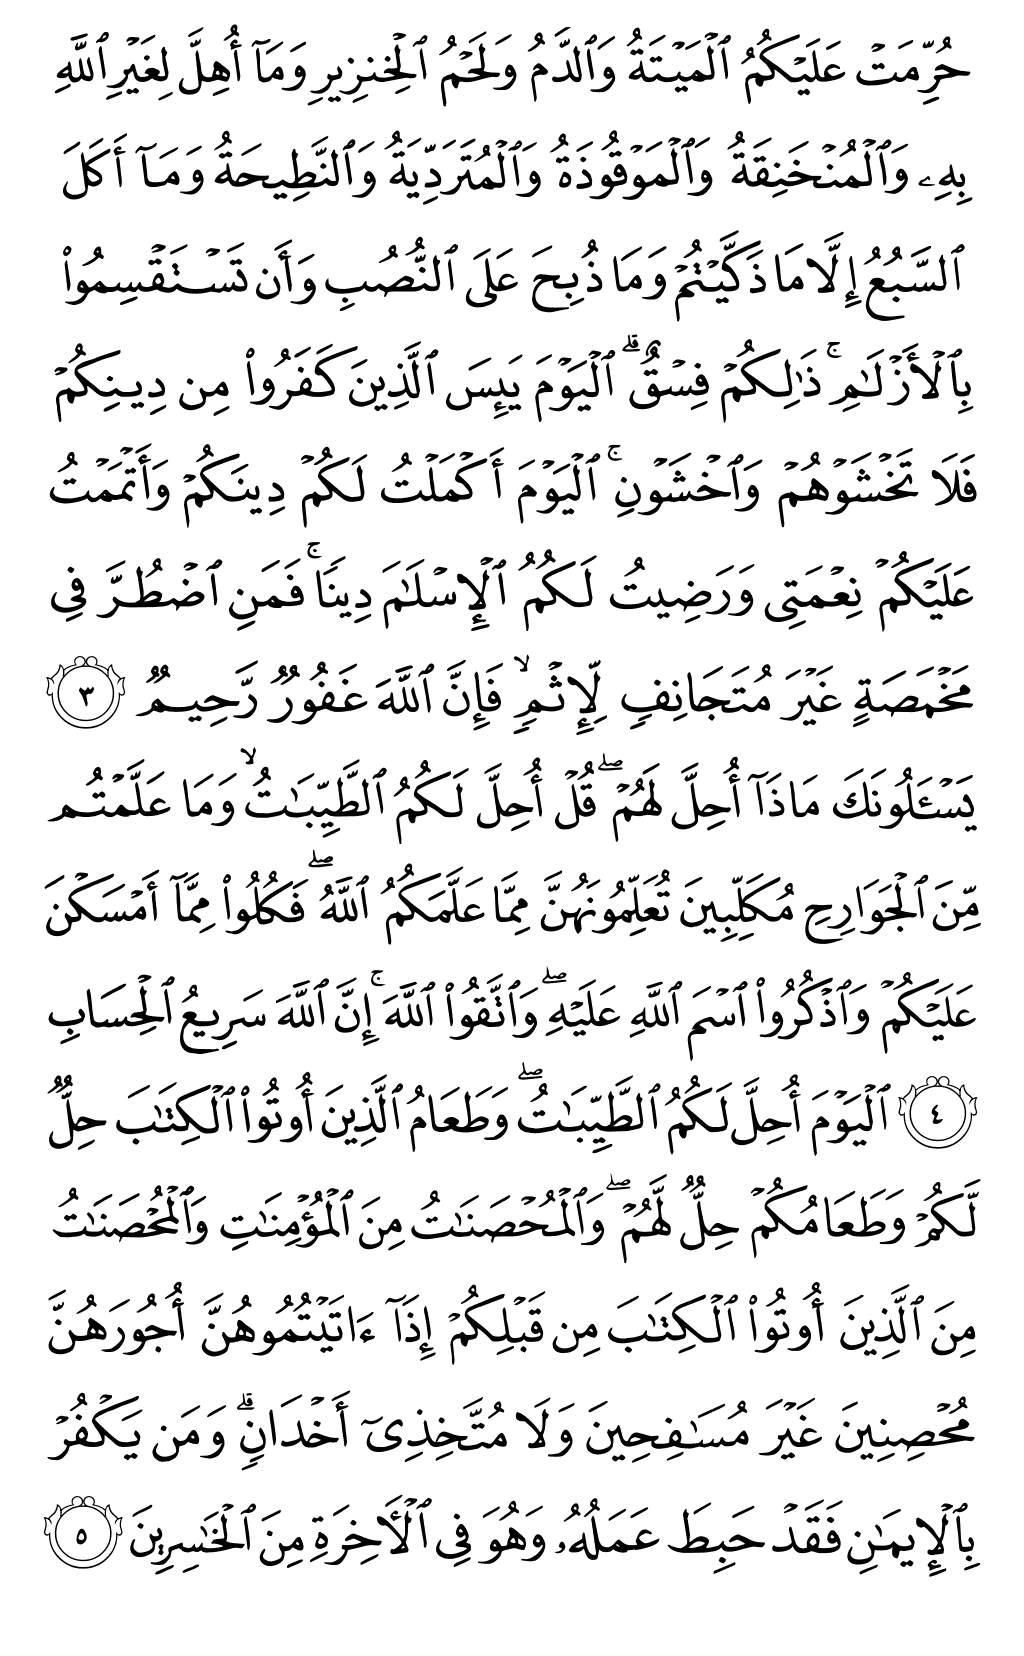 حُرِّمَتْ عَلَيْكُمُ ٱلْمَيْتَةُ وَٱلدَّمُ وَلَحْمُ ٱلْخِنزِيرِ وَمَآ أُهِلَّ لِغَيْرِ ٱللَّهِ
بِهِۦ وَٱلْمُنْخَنِقَةُ وَٱلْمَوْقُوذَةُ وَٱلْمُتَرَدِّيَةُ وَٱلنَّطِيحَةُ وَمَآ أَكَلَ
ٱلسَّبُعُ إِلَّا مَا ذَكَّيْتُمْ وَمَا ذُبِحَ عَلَى ٱلنُّصُبِ وَأَن تَسْتَقْسِمُوا۟
بِٱلْأَزْلَـٰمِ ۚ ذَٰلِكُمْ فِسْقٌ ۗ ٱلْيَوْمَ يَئِسَ ٱلَّذِينَ كَفَرُوا۟ مِن دِينِكُمْ
فَلَا تَخْشَوْهُمْ وَٱخْشَوْنِ ۚ ٱلْيَوْمَ أَكْمَلْتُ لَكُمْ دِينَكُمْ وَأَتْمَمْتُ
عَلَيْكُمْ نِعْمَتِى وَرَضِيتُ لَكُمُ ٱلْإِسْلَـٰمَ دِينًا ۚ فَمَنِ ٱضْطُرَّ فِى
مَخْمَصَةٍ غَيْرَ مُتَجَانِفٍ لِّإِثْمٍ ۙ فَإِنَّ ٱللَّهَ غَفُورٌ رَّحِيمٌ ٣
يَسْـَٔلُونَكَ مَاذَآ أُحِلَّ لَهُمْ ۖ قُلْ أُحِلَّ لَكُمُ ٱلطَّيِّبَـٰتُ ۙ وَمَا عَلَّمْتُم
مِّنَ ٱلْجَوَارِحِ مُكَلِّبِينَ تُعَلِّمُونَهُنَّ مِمَّا عَلَّمَكُمُ ٱللَّهُ ۖ فَكُلُوا۟ مِمَّآ أَمْسَكْنَ
عَلَيْكُمْ وَٱذْكُرُوا۟ ٱسْمَ ٱللَّهِ عَلَيْهِ ۖ وَٱتَّقُوا۟ ٱللَّهَ ۚ إِنَّ ٱللَّهَ سَرِيعُ ٱلْحِسَابِ
٤ ٱلْيَوْمَ أُحِلَّ لَكُمُ ٱلطَّيِّبَـٰتُ ۖ وَطَعَامُ ٱلَّذِينَ أُوتُوا۟ ٱلْكِتَـٰبَ حِلٌّ
لَّكُمْ وَطَعَامُكُمْ حِلٌّ لَّهُمْ ۖ وَٱلْمُحْصَنَـٰتُ مِنَ ٱلْمُؤْمِنَـٰتِ وَٱلْمُحْصَنَـٰتُ
مِنَ ٱلَّذِينَ أُوتُوا۟ ٱلْكِتَـٰبَ مِن قَبْلِكُمْ إِذَآ ءَاتَيْتُمُوهُنَّ أُجُورَهُنَّ
مُحْصِنِينَ غَيْرَ مُسَـٰفِحِينَ وَلَا مُتَّخِذِىٓ أَخْدَانٍ ۗ وَمَن يَكْفُرْ
بِٱلْإِيمَـٰنِ فَقَدْ حَبِطَ عَمَلُهُۥ وَهُوَ فِى ٱلْـَٔاخِرَةِ مِنَ ٱلْخَـٰسِرِينَ ٥